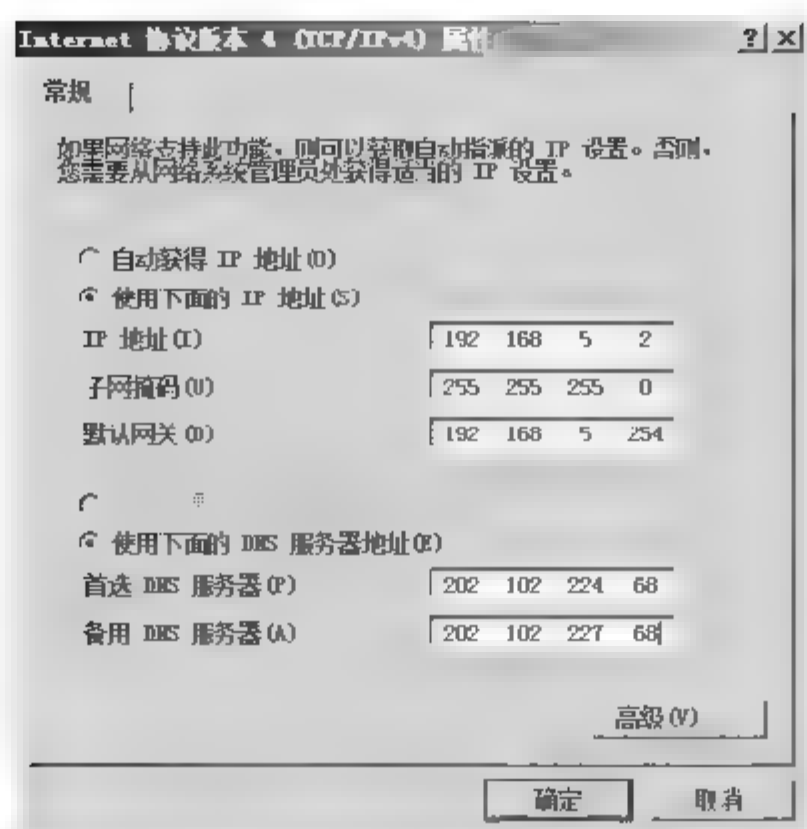 Internet 协议版本 4 (TCP/IPv4) 属性
? ×
常规
如果网络支持此功能，则可以获取自动指派的 IP 设置。否则，
您需要从网络系统管理员处获得适当的 IP 设置。
自动获得 IP 地址(O)
使用下面的 IP 地址(S)
IP 地址(I) 192 168 5 2
子网掩码(U) 255 255 255 0
默认网关(D) 192 168 5 254
使用下面的 DNS 服务器地址(E)
首选 DNS 服务器(P) 202 102 224 68
备用 DNS 服务器(A) 202 102 227 68
高级(V)
确定 取消